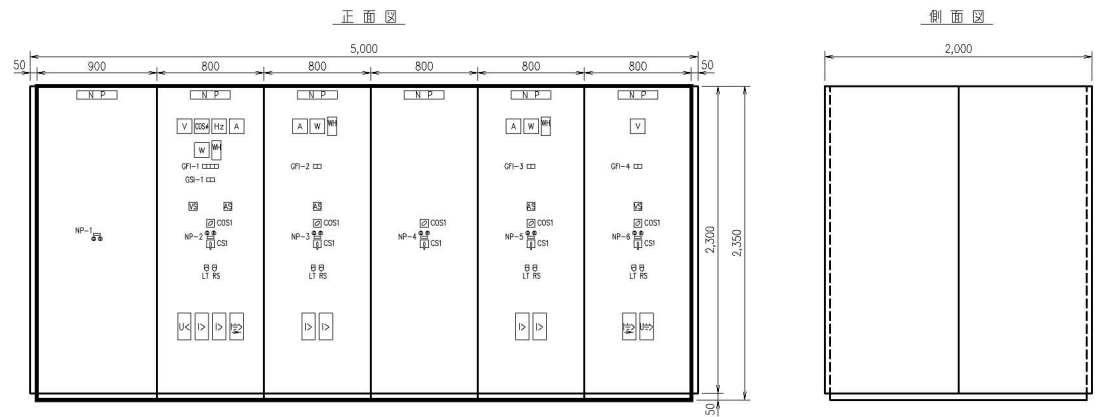 正面図
側面図
5,000
2,000
50 900 800 800 800 800 800 50
N P N P N P N P N P N P
V COSφ Hz A
A W WH
A W WH
V
W WH
GFI-1
GFI-2
GFI-3
GFI-4
GSI-1
VS AS
AS
AS
VS
COS1
COS1
COS1
COS1
COS1
NP-1
NP-2
CS1
NP-3
CS1
NP-4
CS1
NP-5
CS1
NP-6
CS1
LT RS
LT RS
LT RS
LT RS
U< I> I>
I> I>
I> I>
2,300
2,350
50